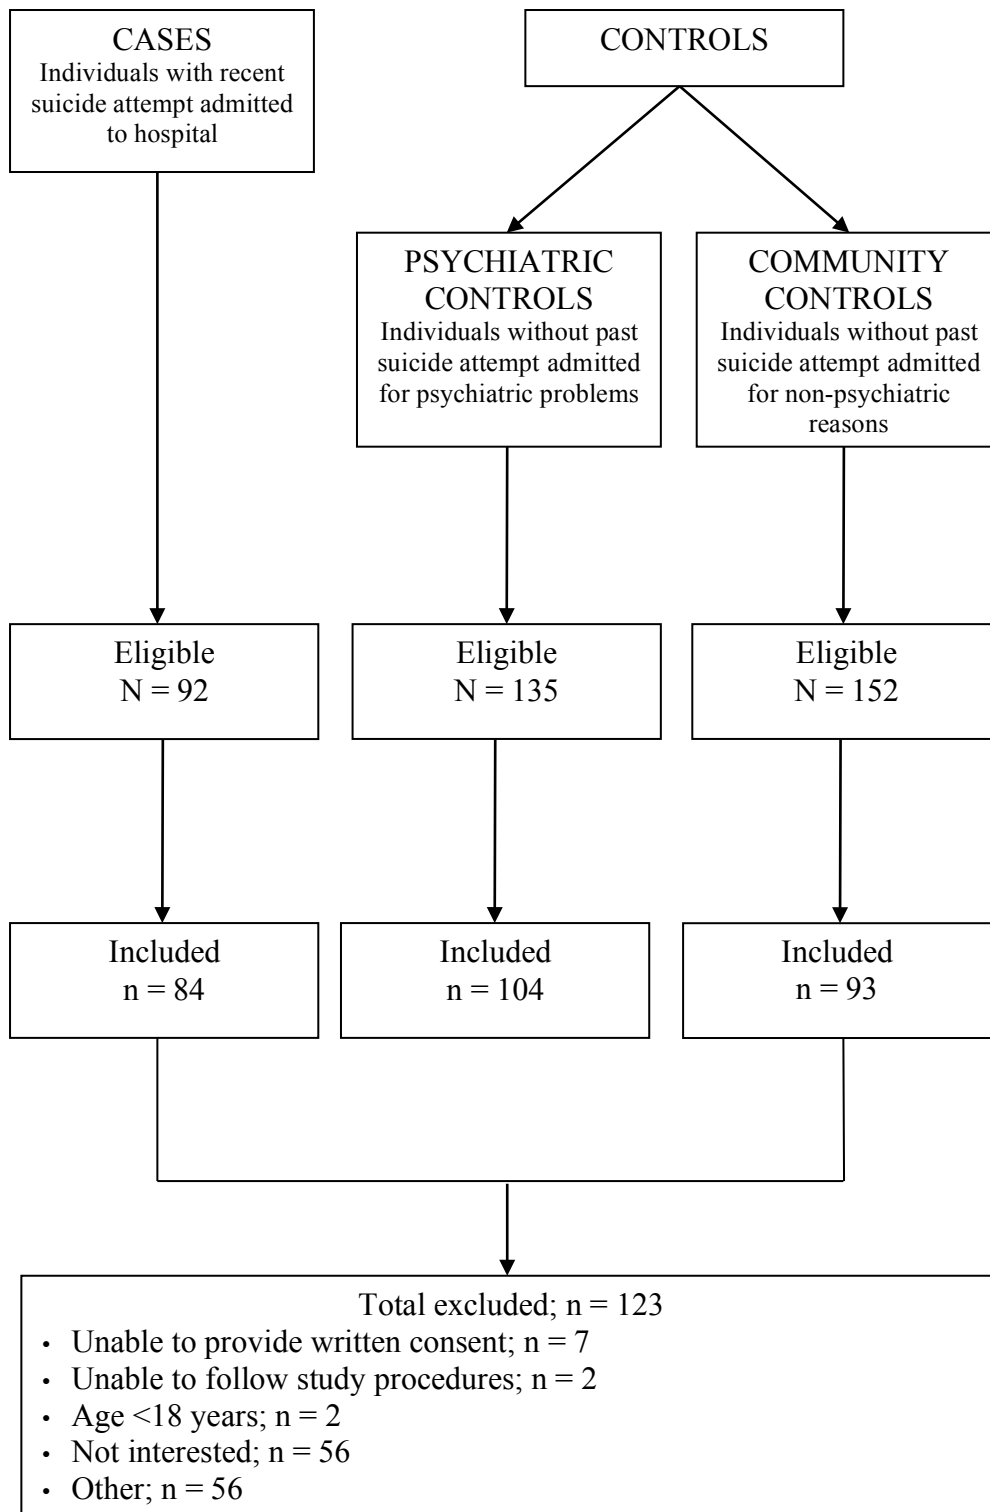 CASES
Individuals with recent
suicide attempt admitted
to hospital
CONTROLS
PSYCHIATRIC
CONTROLS
Individuals without past
suicide attempt admitted
for psychiatric problems
COMMUNITY
CONTROLS
Individuals without past
suicide attempt admitted
for non-psychiatric
reasons
Eligible
N = 92
Eligible
N = 135
Eligible
N = 152
Included
n = 84
Included
n = 104
Included
n = 93
Total excluded; n = 123
• Unable to provide written consent; n = 7
• Unable to follow study procedures; n = 2
• Age <18 years; n = 2
• Not interested; n = 56
• Other; n = 56